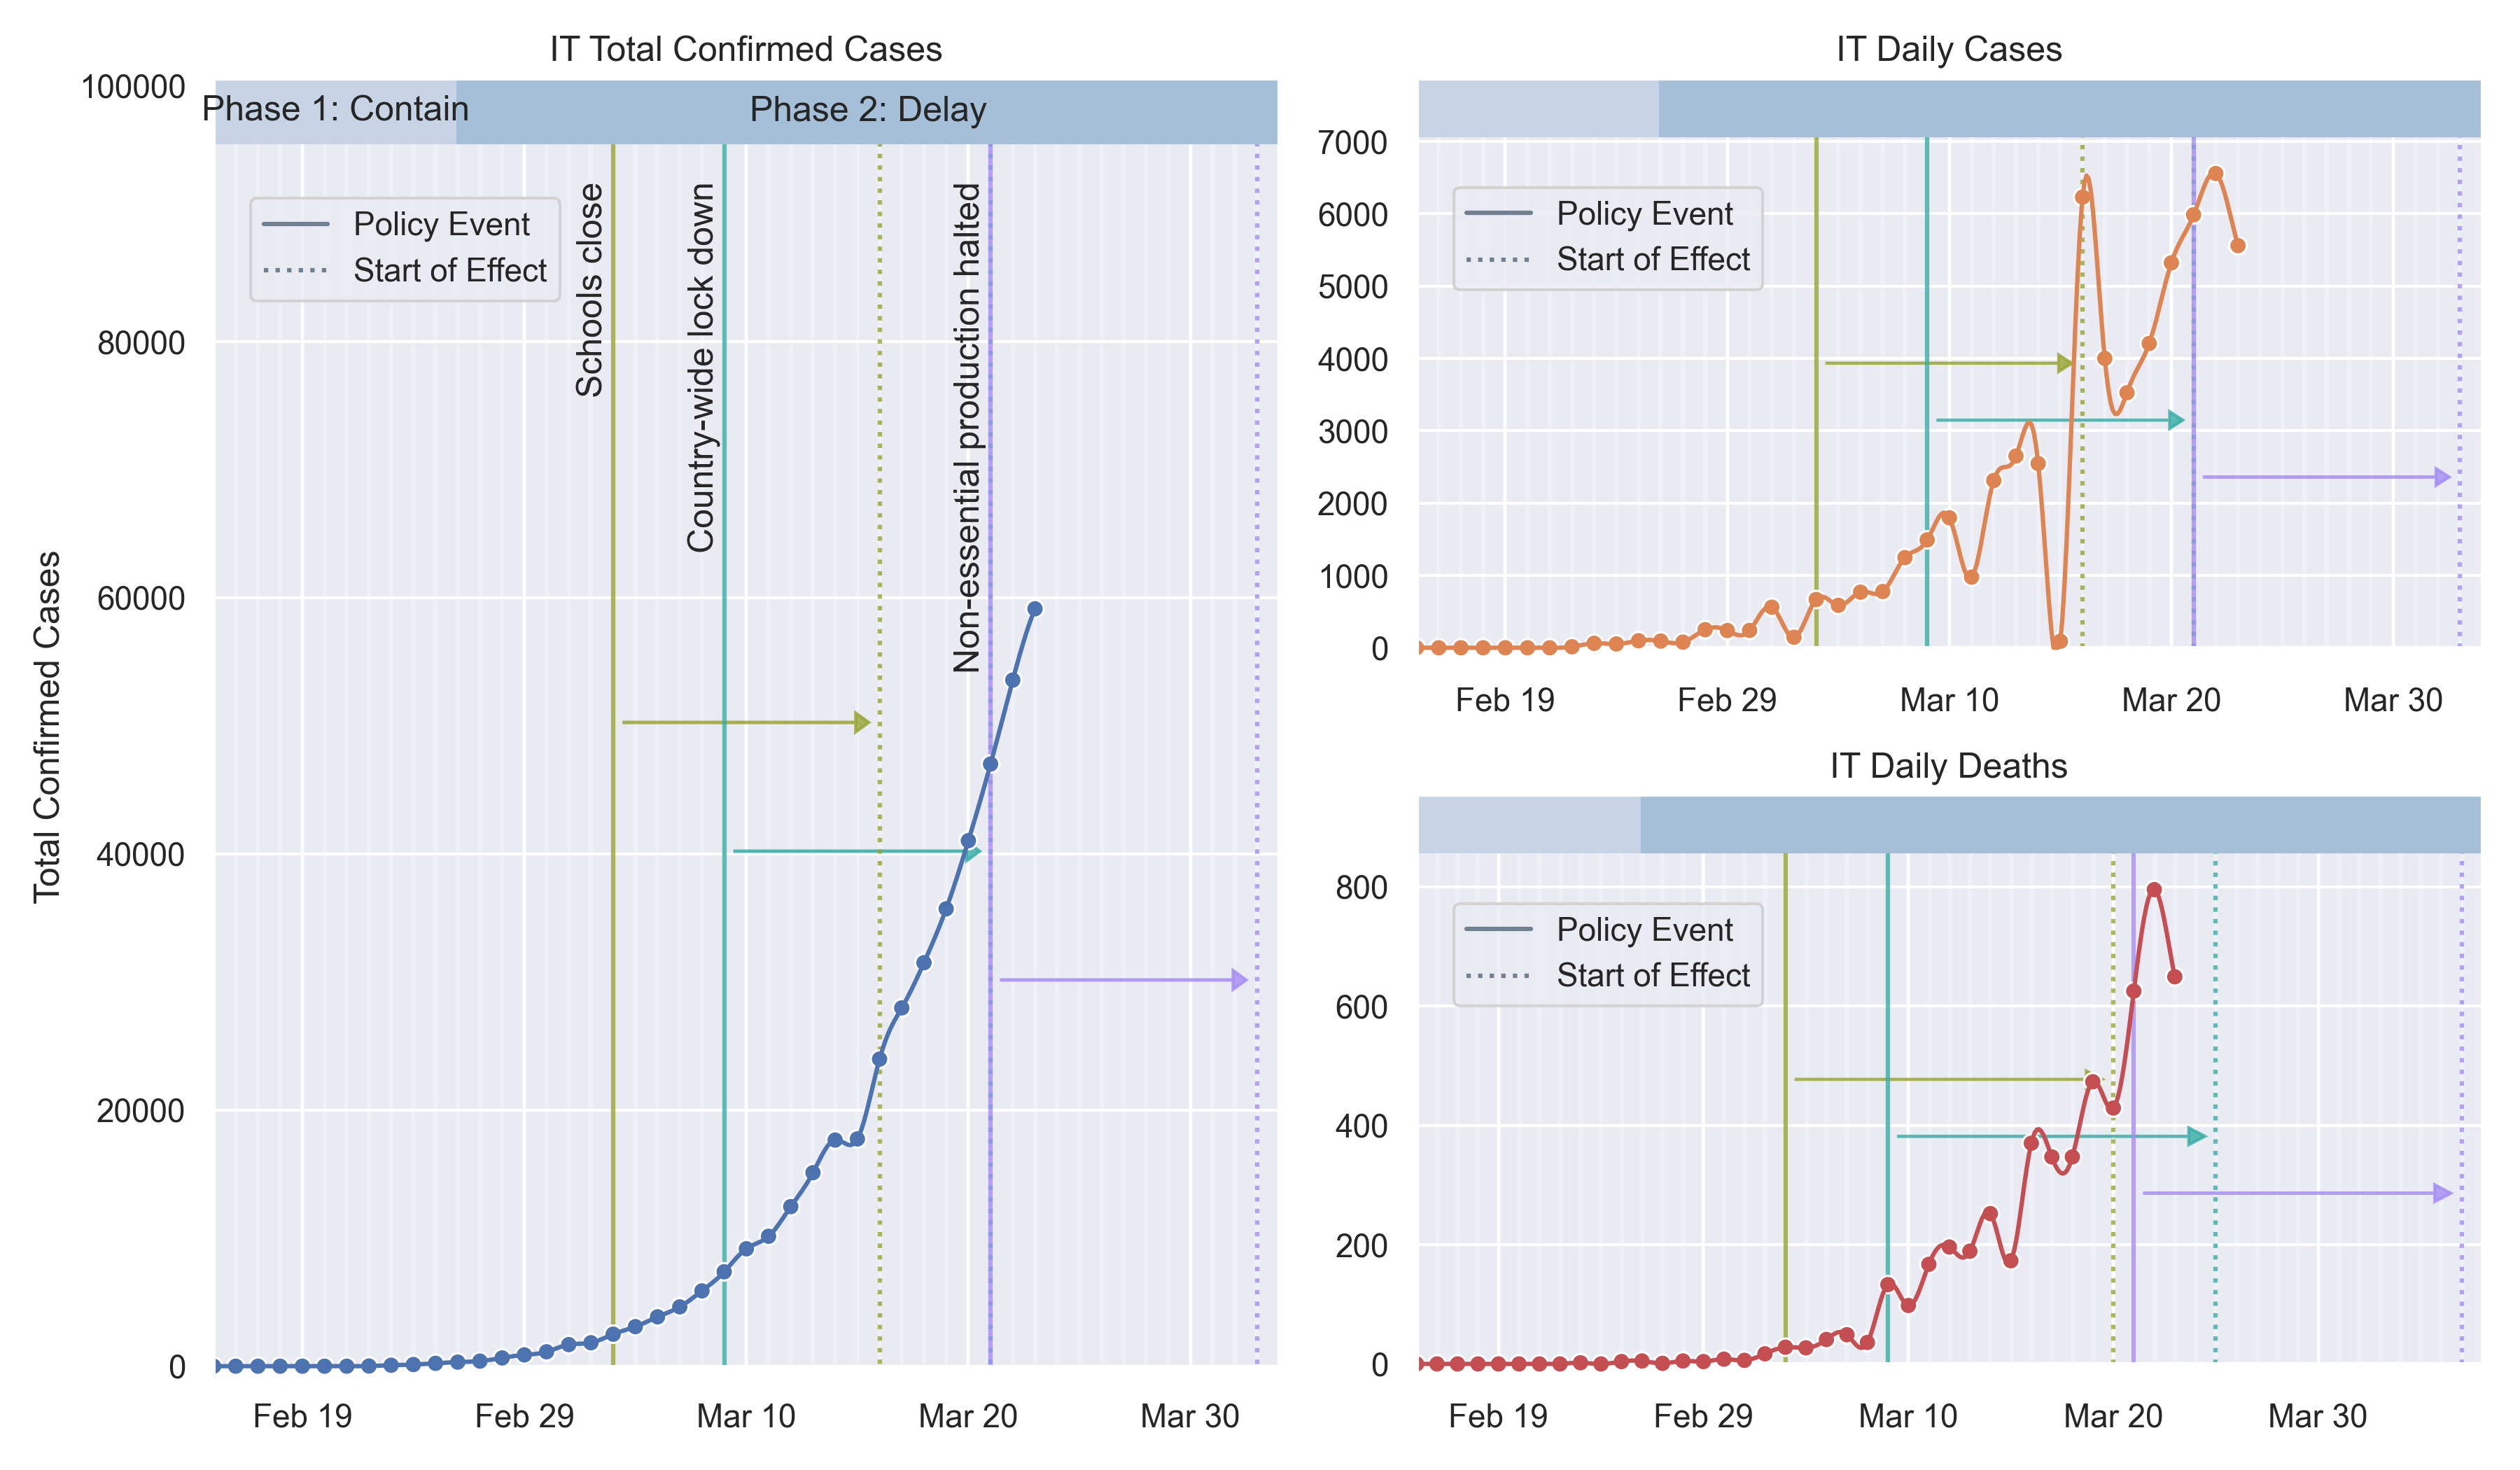 IT Total Confirmed Cases
100000
80000
60000
40000
20000
0
Total Confirmed Cases
Phase 1: Contain
Phase 2: Delay
Policy Event
Start of Effect
Schools close
Country-wide lock down
Non-essential production halted
Feb 19
Feb 29
Mar 10
Mar 20
Mar 30
IT Daily Cases
7000
6000
5000
4000
3000
2000
1000
0
Policy Event
Start of Effect
Feb 19
Feb 29
Mar 10
Mar 20
Mar 30
IT Daily Deaths
800
600
400
200
0
Policy Event
Start of Effect
Feb 19
Feb 29
Mar 10
Mar 20
Mar 30